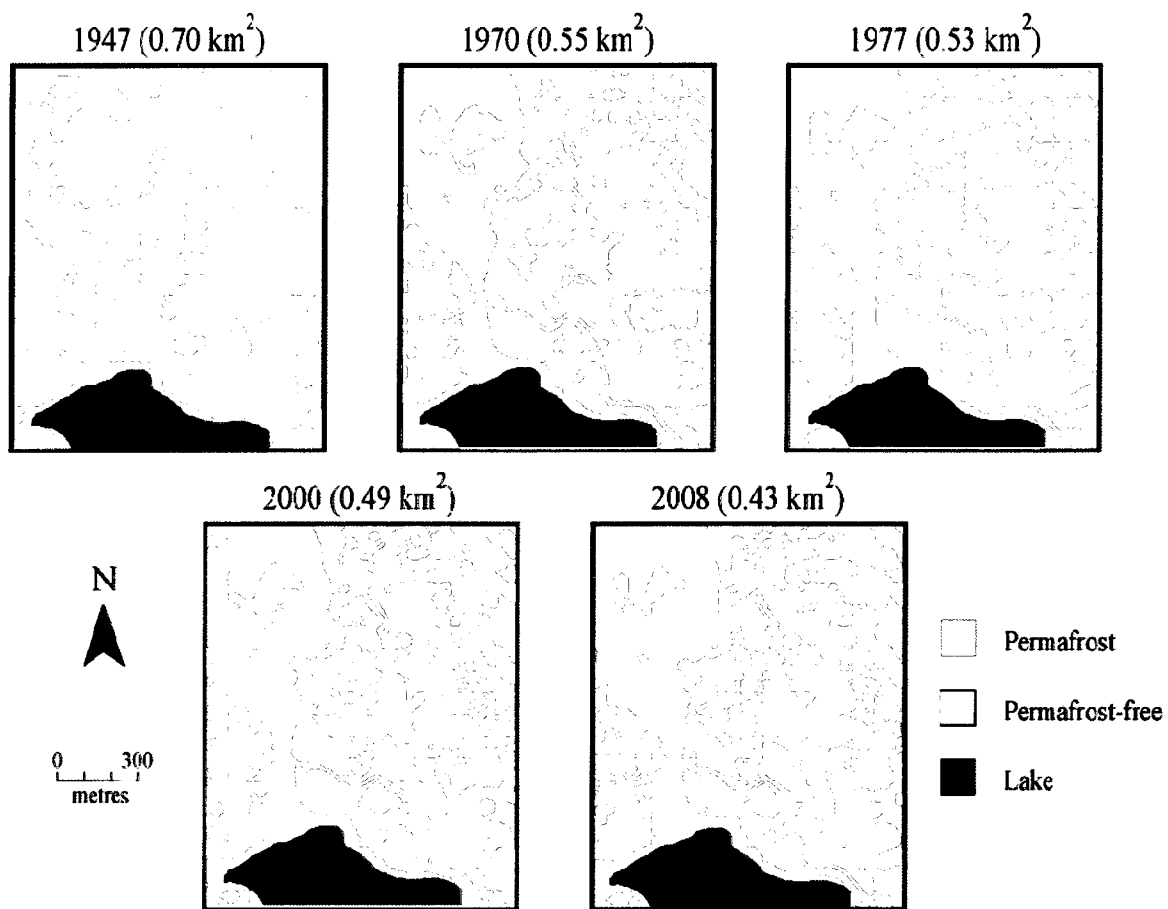 1947 (0.70 km²)
1970 (0.55 km²)
1977 (0.53 km²)
2000 (0.49 km²)
2008 (0.43 km²)
N
0 300
metres
Permafrost
Permafrost-free
Lake